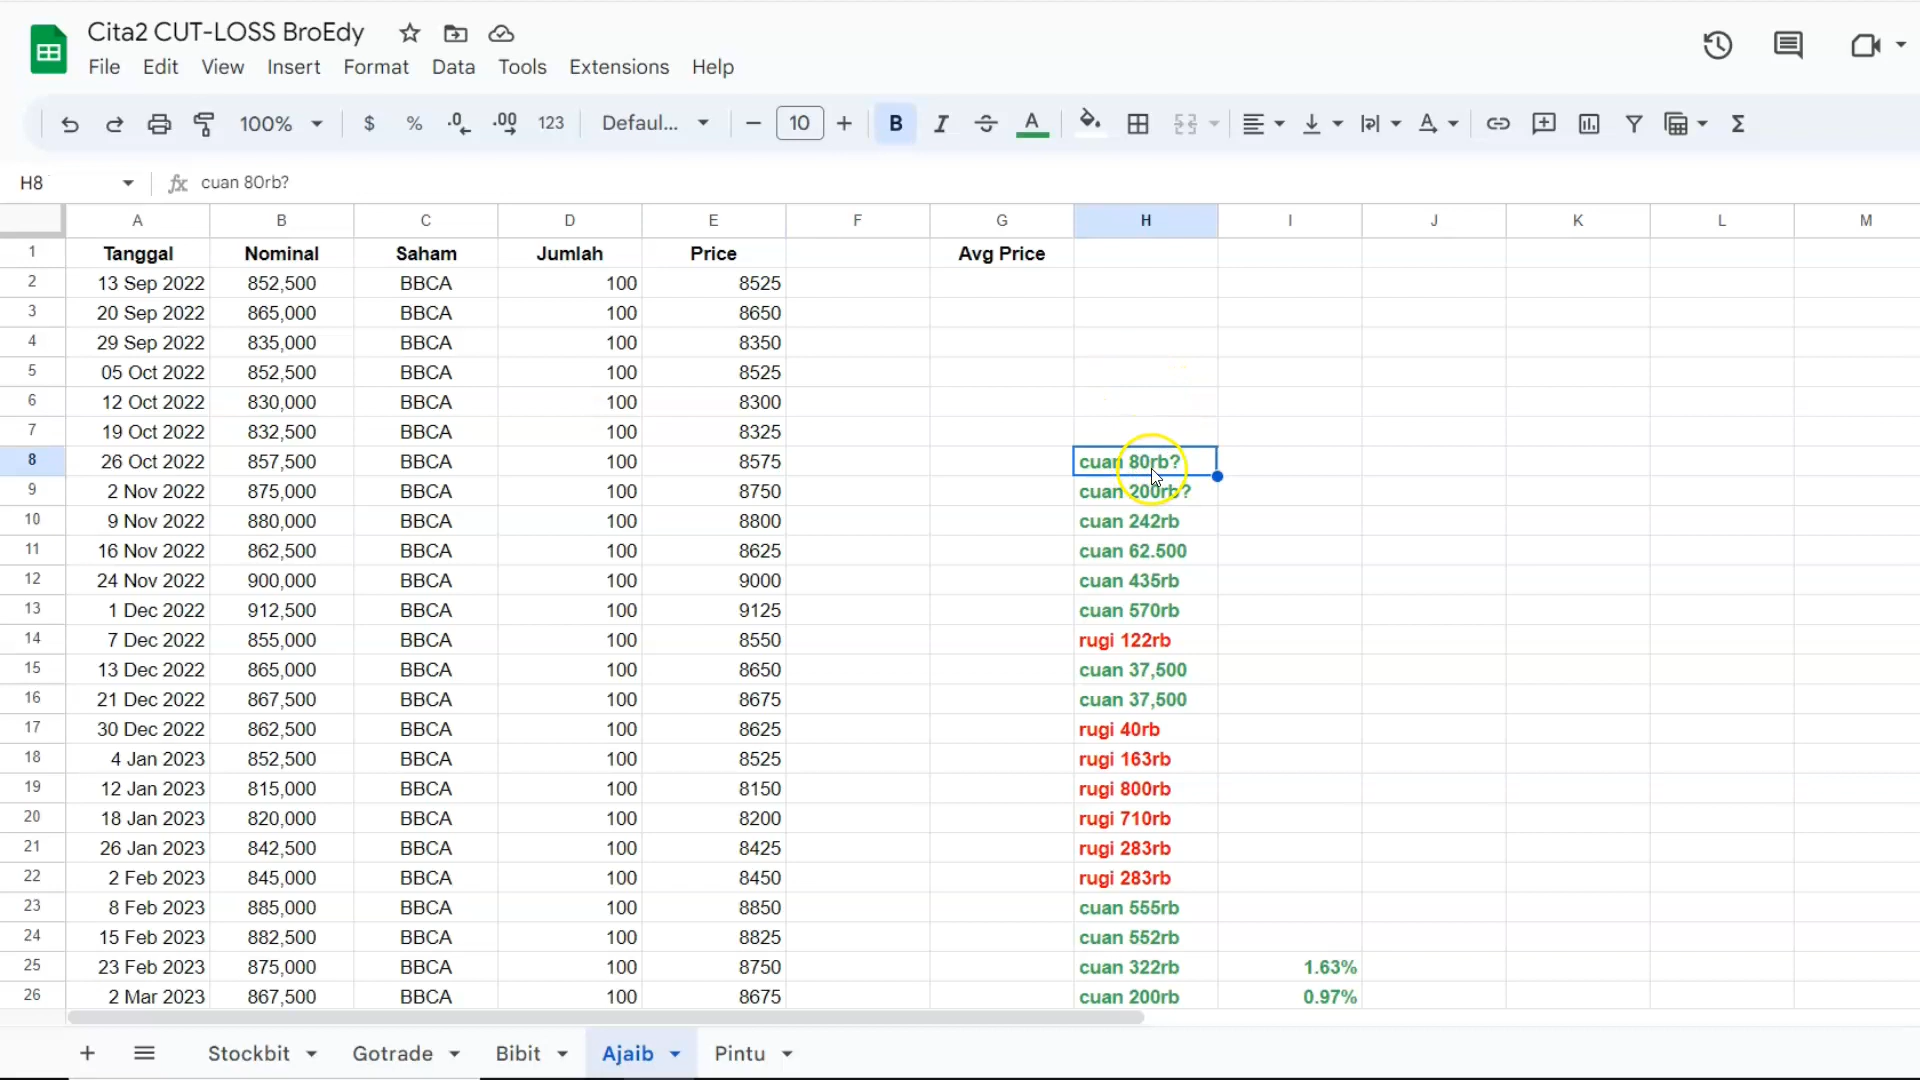 Cita2 CUT-LOSS BroEdy
File Edit View Insert Format Data Tools Extensions Help
100% $ % .0 .00 123 Defaul... − 10 + B I A Σ
H8 fx cuan 80rb?
A B C D E F G H I J K L M
1 Tanggal Nominal Saham Jumlah Price Avg Price
2 13 Sep 2022 852,500 BBCA 100 8525
3 20 Sep 2022 865,000 BBCA 100 8650
4 29 Sep 2022 835,000 BBCA 100 8350
5 05 Oct 2022 852,500 BBCA 100 8525
6 12 Oct 2022 830,000 BBCA 100 8300
7 19 Oct 2022 832,500 BBCA 100 8325
8 26 Oct 2022 857,500 BBCA 100 8575 cuan 80rb?
9 2 Nov 2022 875,000 BBCA 100 8750 cuan 200rb?
10 9 Nov 2022 880,000 BBCA 100 8800 cuan 242rb
11 16 Nov 2022 862,500 BBCA 100 8625 cuan 62.500
12 24 Nov 2022 900,000 BBCA 100 9000 cuan 435rb
13 1 Dec 2022 912,500 BBCA 100 9125 cuan 570rb
14 7 Dec 2022 855,000 BBCA 100 8550 rugi 122rb
15 13 Dec 2022 865,000 BBCA 100 8650 cuan 37,500
16 21 Dec 2022 867,500 BBCA 100 8675 cuan 37,500
17 30 Dec 2022 862,500 BBCA 100 8625 rugi 40rb
18 4 Jan 2023 852,500 BBCA 100 8525 rugi 163rb
19 12 Jan 2023 815,000 BBCA 100 8150 rugi 800rb
20 18 Jan 2023 820,000 BBCA 100 8200 rugi 710rb
21 26 Jan 2023 842,500 BBCA 100 8425 rugi 283rb
22 2 Feb 2023 845,000 BBCA 100 8450 rugi 283rb
23 8 Feb 2023 885,000 BBCA 100 8850 cuan 555rb
24 15 Feb 2023 882,500 BBCA 100 8825 cuan 552rb
25 23 Feb 2023 875,000 BBCA 100 8750 cuan 322rb 1.63%
26 2 Mar 2023 867,500 BBCA 100 8675 cuan 200rb 0.97%
+ Stockbit Gotrade Bibit Ajaib Pintu